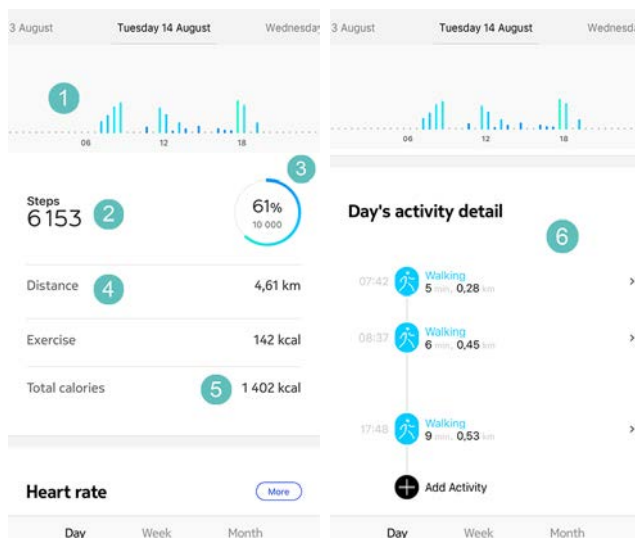 3 August
Tuesday 14 August
Wednesday
1
06
12
18
3
Steps
6 153
2
61%
10 000
Distance
4
4,61 km
Exercise
142 kcal
Total calories
5
1 402 kcal
Heart rate
More
Day
Week
Month
3 August
Tuesday 14 August
Wednesd
06
12
18
Day's activity detail
6
07:42
Walking
5 min. 0,28 km
08:37
Walking
6 min. 0,45 km
17:48
Walking
9 min. 0,53 km
Add Activity
Day
Week
Month